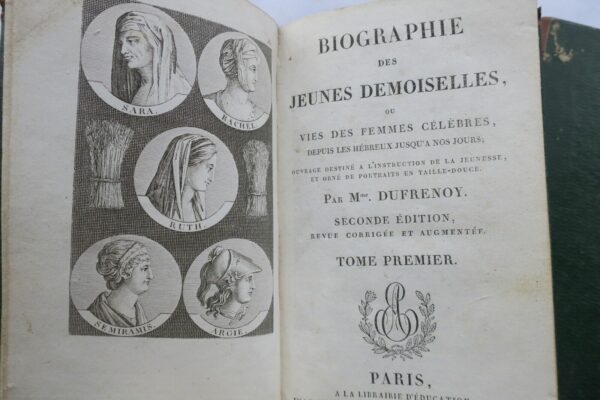 SARA.
RACHEL
RUTH.
SEMIRAMIS.
ARGIE.
BIOGRAPHIE
DES
JEUNES DEMOISELLES,
OU
VIES DES FEMMES CÉLÈBRES,
DEPUIS LES HÉBREUX JUSQU'A NOS JOURS;
OUVRAGE DESTINÉ A L'INSTRUCTION DE LA JEUNESSE;
ET ORNÉ DE PORTRAITS EN TAILLE-DOUCE.
PAR Mme. DUFRENOY.
SECONDE ÉDITION,
REVUE CORRIGÉE ET AUGMENTÉE.
TOME PREMIER.
PARIS,
A LA LIBRAIRIE D'ÉDUCATION